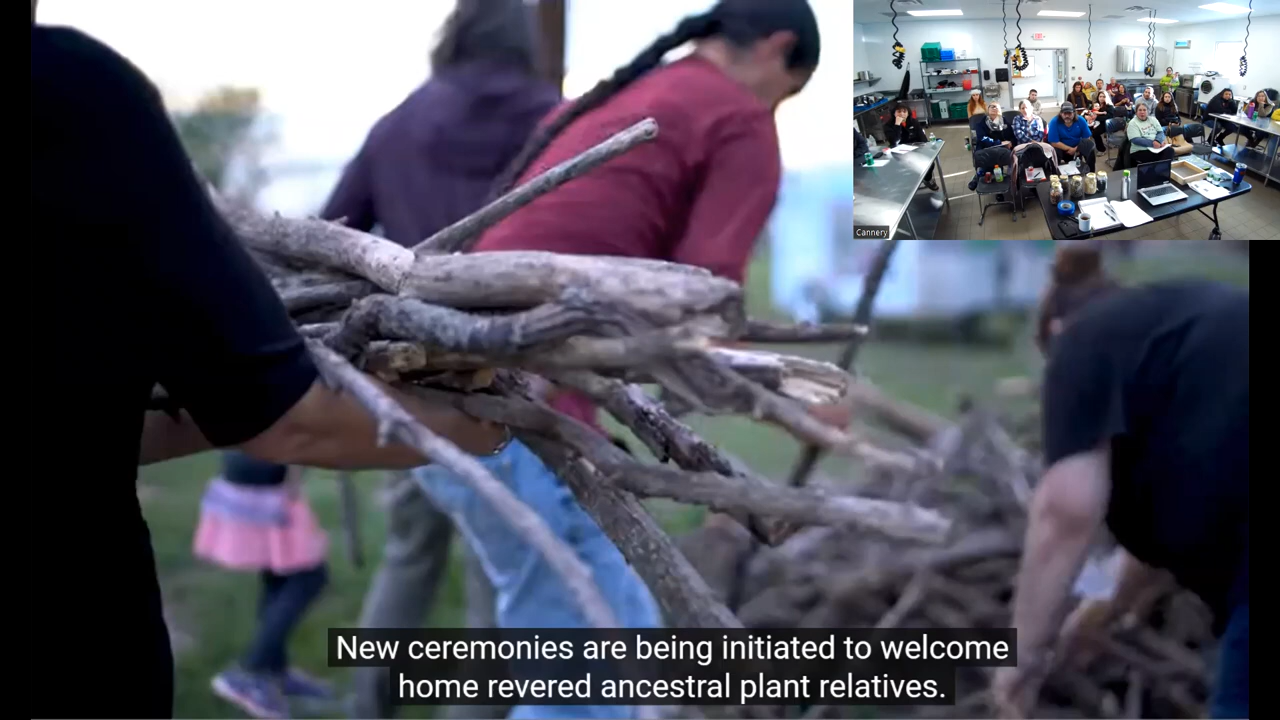 Cannery
New ceremonies are being initiated to welcome
home revered ancestral plant relatives.